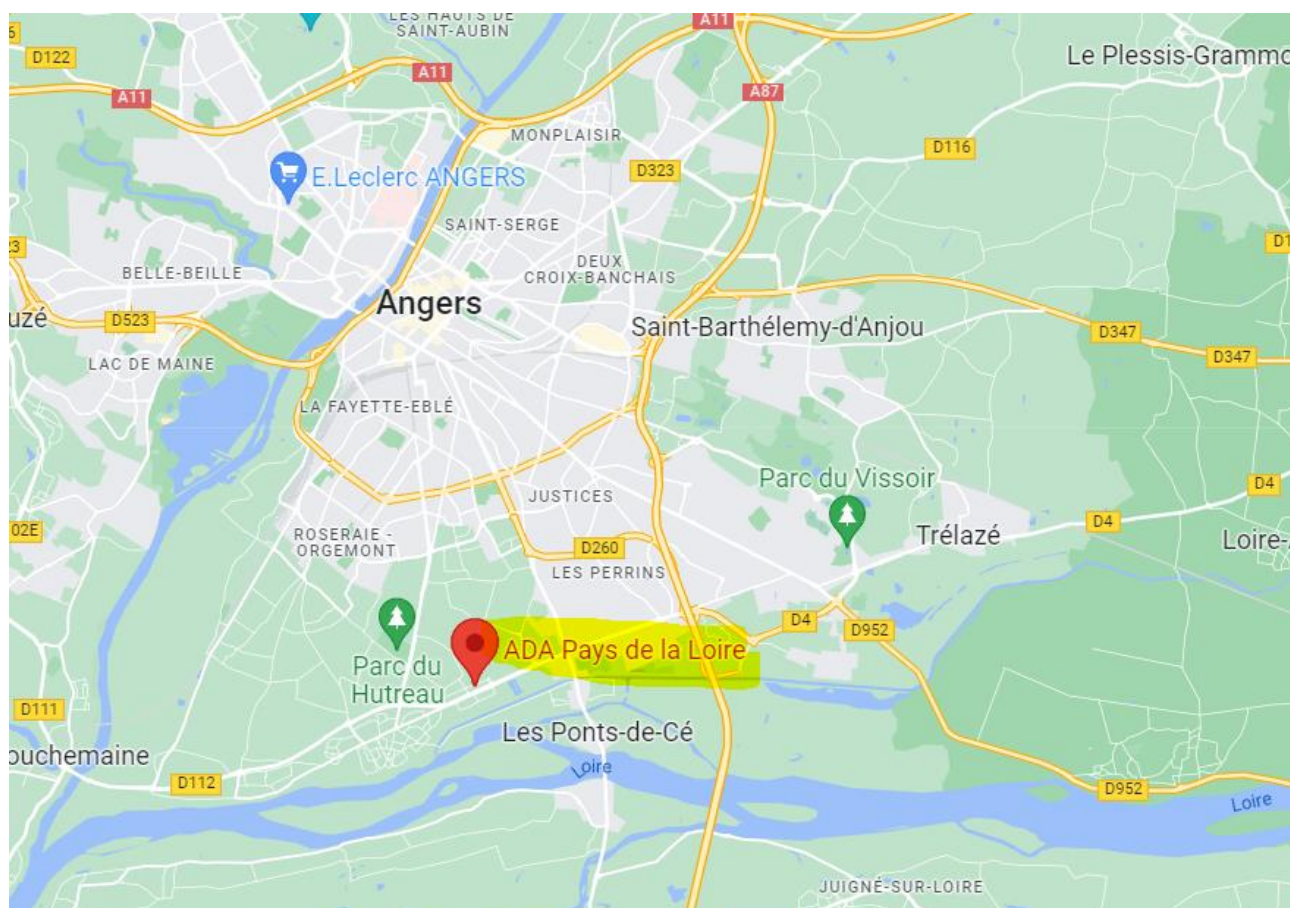 LES HAUTS DE
SAINT-AUBIN
A11
D122
Le Plessis-Grammo
A11
A87
A11
MONPLAISIR
D116
D323
E.Leclerc ANGERS
SAINT-SERGE
DEUX
CROIX-BANCHAIS
BELLE-BEILLE
Angers
D523
Saint-Barthélemy-d'Anjou
D347
D347
LAC DE MAINE
LA FAYETTE-EBLÉ
Parc du Vissoir
D4
JUSTICES
D4
02E
ROSERAIE -
ORGEMONT
D260
Trélazé
LES PERRINS
D4
D952
ADA Pays de la Loire
Parc du
Hutreau
D111
Les Ponts-de-Cé
ouchemaine
D112
Loire
D952
Loire
JUIGNÉ-SUR-LOIRE